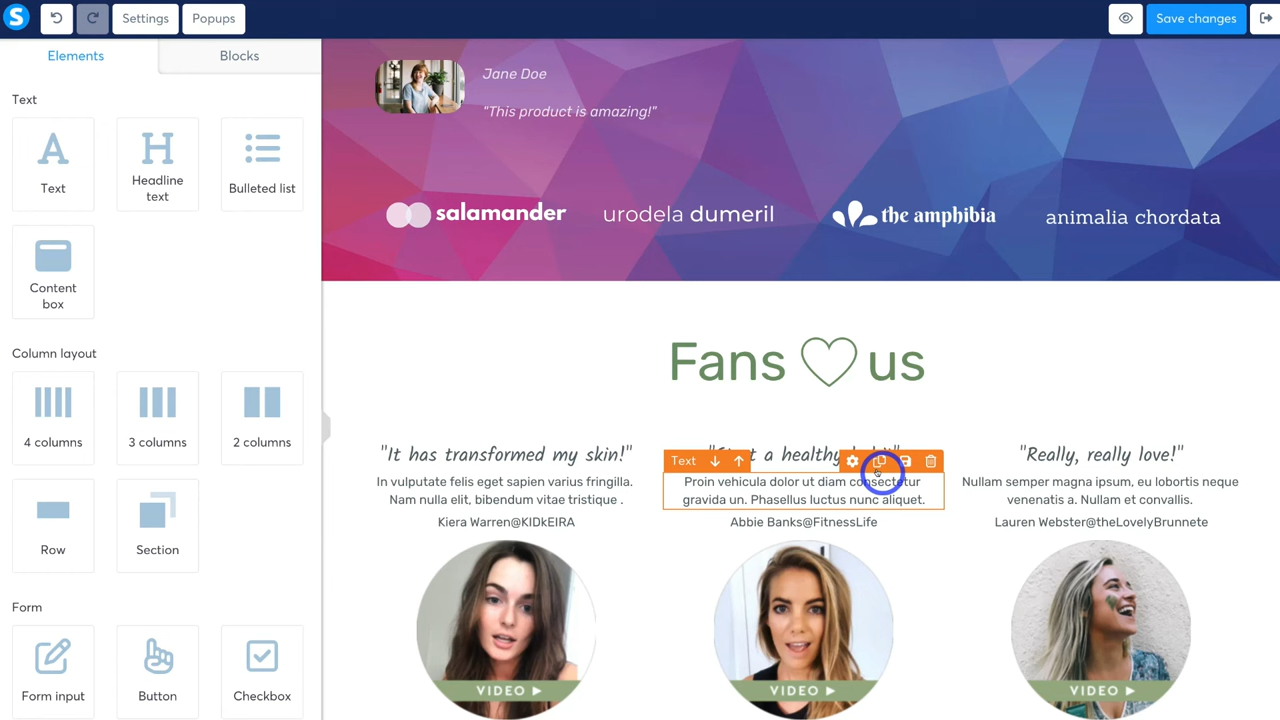 S
Settings
Popups
Save changes
Elements
Blocks
Text
Text
Headline
text
Bulleted list
Content
box
Column layout
4 columns
3 columns
2 columns
Row
Section
Form
Form input
Button
Checkbox
Jane Doe
"This product is amazing!"
salamander
urodela dumeril
the amphibia
animalia chordata
Fans us
"It has transformed my skin!"
In vulputate felis eget sapien varius fringilla.
Nam nulla elit, bibendum vitae tristique .
Kiera Warren@KIDkEIRA
VIDEO
a healthy
Text
Proin vehicula dolor ut diam consectetur
gravida un. Phasellus luctus nunc aliquet.
Abbie Banks@FitnessLife
VIDEO
"Really, really love!"
Nullam semper magna ipsum, eu lobortis neque
venenatis a. Nullam et convallis.
Lauren Webster@theLovelyBrunnete
VIDEO